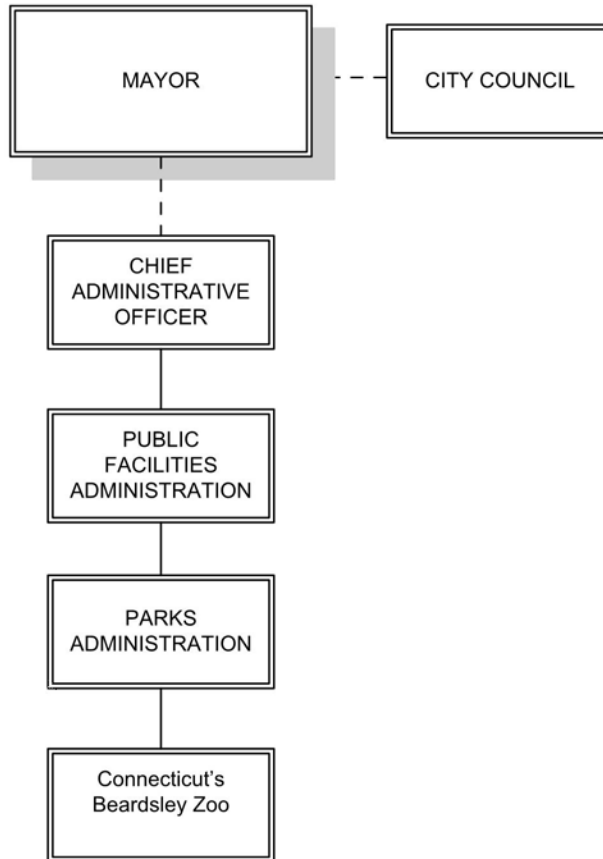 MAYOR
CITY COUNCIL
CHIEF
ADMINISTRATIVE
OFFICER
PUBLIC
FACILITIES
ADMINISTRATION
PARKS
ADMINISTRATION
Connecticut's
Beardsley Zoo